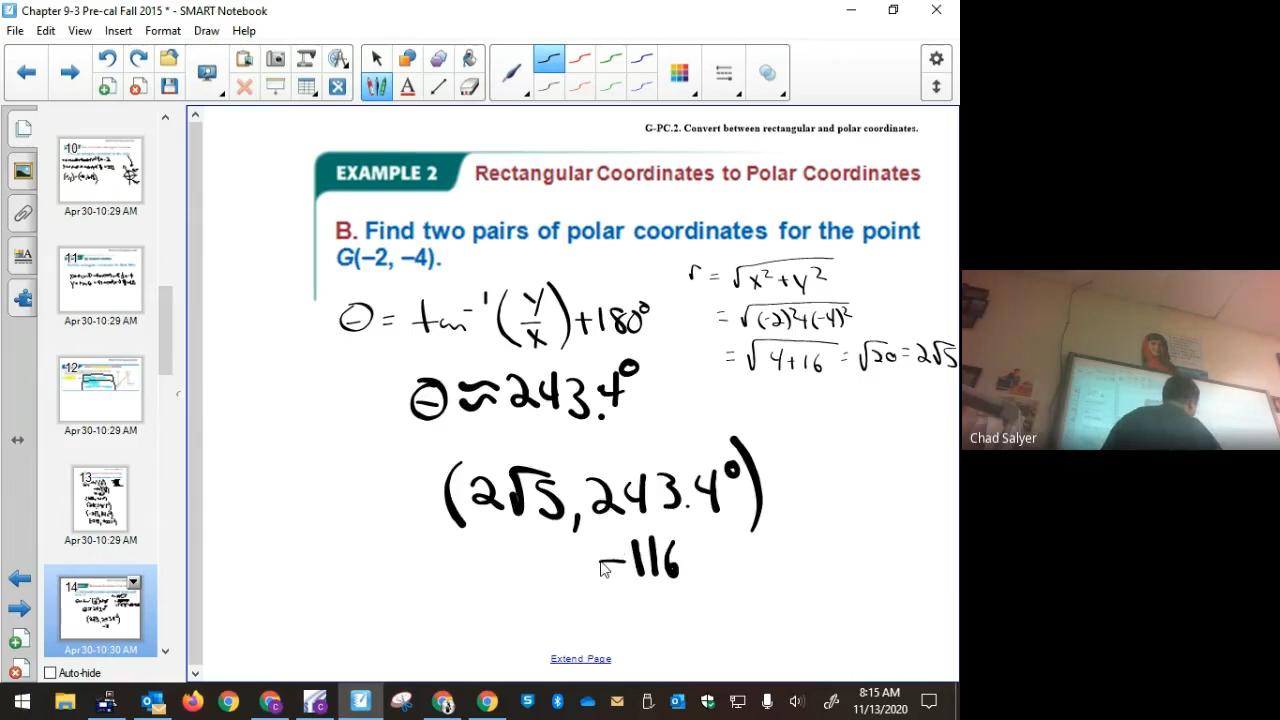 Chapter 9-3 Pre-cal Fall 2015 * - SMART Notebook
File Edit View Insert Format Draw Help
G-PC.2. Convert between rectangular and polar coordinates.
EXAMPLE 2 Rectangular Coordinates to Polar Coordinates
B. Find two pairs of polar coordinates for the point
G(–2, –4).
r = √x² + y²
= √(-2)²+(-4)²
= √4+16 = √20 = 2√5
θ = tan⁻¹(y/x)+180°
θ ≈ 243.4°
(2√5, 243.4°)
-116
Extend Page
10
Apr 30-10:29 AM
11
Apr 30-10:29 AM
12
Apr 30-10:29 AM
13
Apr 30-10:29 AM
14
Apr 30-10:30 AM
Auto-hide
Chad Salyer
8:15 AM
11/13/2020